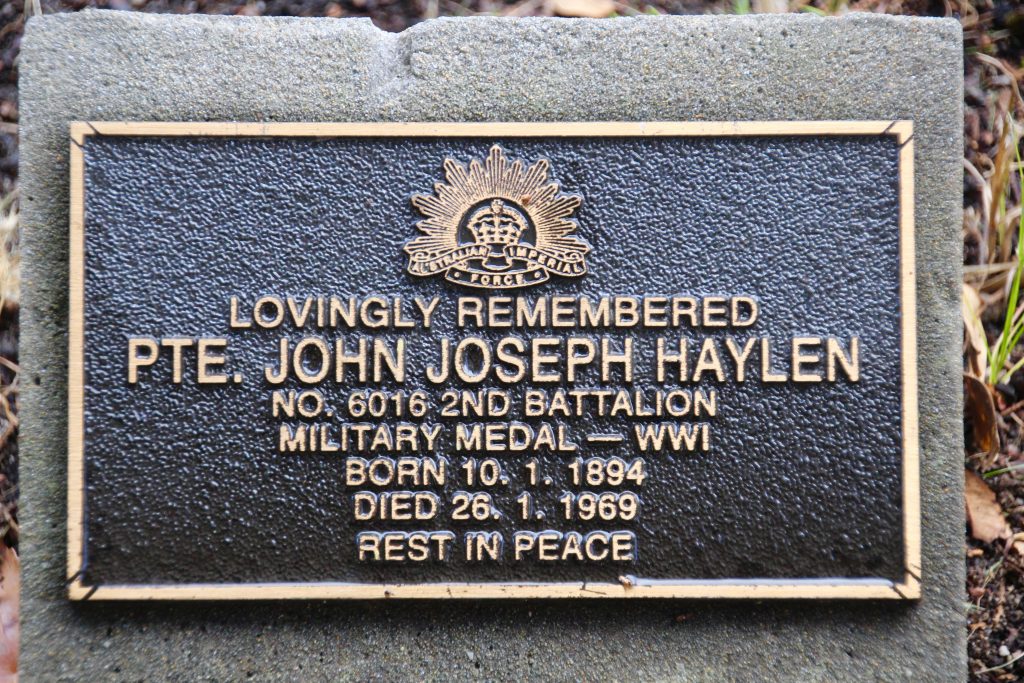 AUSTRALIAN IMPERIAL
FORCE
LOVINGLY REMEMBERED
PTE. JOHN JOSEPH HAYLEN
NO. 6016 2ND BATTALION
MILITARY MEDAL — WWI
BORN 10. 1. 1894
DIED 26. 1. 1969
REST IN PEACE